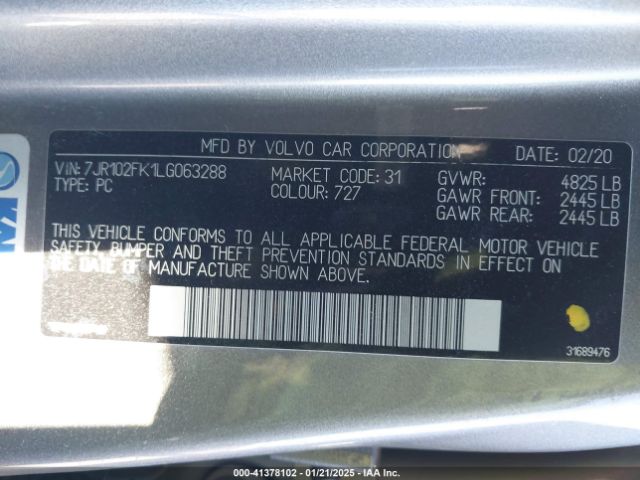 MFD BY VOLVO CAR CORPORATION DATE: 02/20
VIN: 7JR102FK1LG063288 MARKET CODE: 31 GVWR: 4825 LB
TYPE: PC COLOUR: 727 GAWR FRONT: 2445 LB
GAWR REAR: 2445 LB
THIS VEHICLE CONFORMS TO ALL APPLICABLE FEDERAL MOTOR VEHICLE
SAFETY, BUMPER AND THEFT PREVENTION STANDARDS IN EFFECT ON
THE DATE OF MANUFACTURE SHOWN ABOVE.
31689476
000-41378102 - 01/21/2025 - IAA Fremont